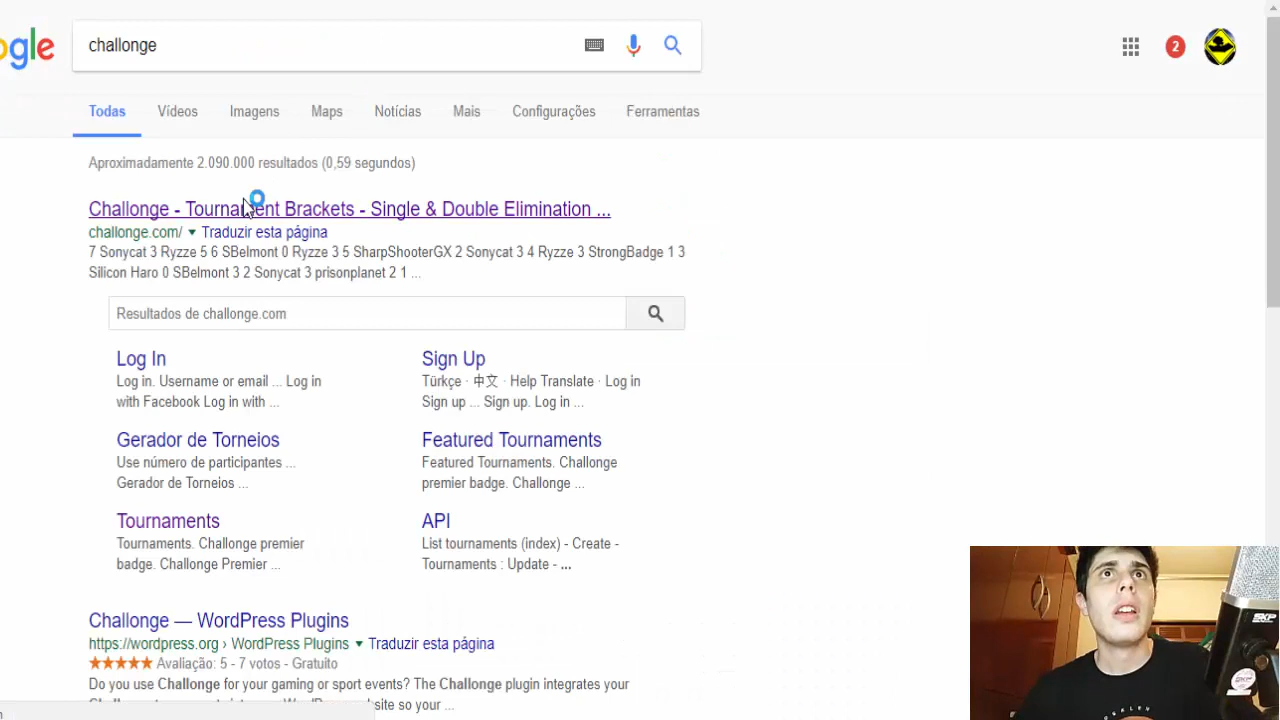 ogle
challonge
2
Todas Vídeos Imagens Maps Notícias Mais Configurações Ferramentas
Aproximadamente 2.090.000 resultados (0,59 segundos)
Challonge - Tournament Brackets - Single & Double Elimination ...
challonge.com/ Traduzir esta página
7 Sonycat 3 Ryzze 5 6 SBelmont 0 Ryzze 3 5 SharpShooterGX 2 Sonycat 3 4 Ryzze 3 StrongBadge 1 3
Silicon Haro 0 SBelmont 3 2 Sonycat 3 prisonplanet 2 1 ...
Resultados de challonge.com
Log In
Log in. Username or email ... Log in
with Facebook Log in with ...
Sign Up
Türkçe · 中文 · Help Translate · Log in
Sign up ... Sign up. Log in ...
Gerador de Torneios
Use número de participantes ...
Gerador de Torneios ...
Featured Tournaments
Featured Tournaments. Challonge
premier badge. Challonge ...
Tournaments
Tournaments. Challonge premier
badge. Challonge Premier ...
API
List tournaments (index) - Create -
Tournaments : Update - ...
Challonge — WordPress Plugins
https://wordpress.org › WordPress Plugins Traduzir esta página
Avaliação: 5 - 7 votos - Gratuito
Do you use Challonge for your gaming or sport events? The Challonge plugin integrates your
SKP